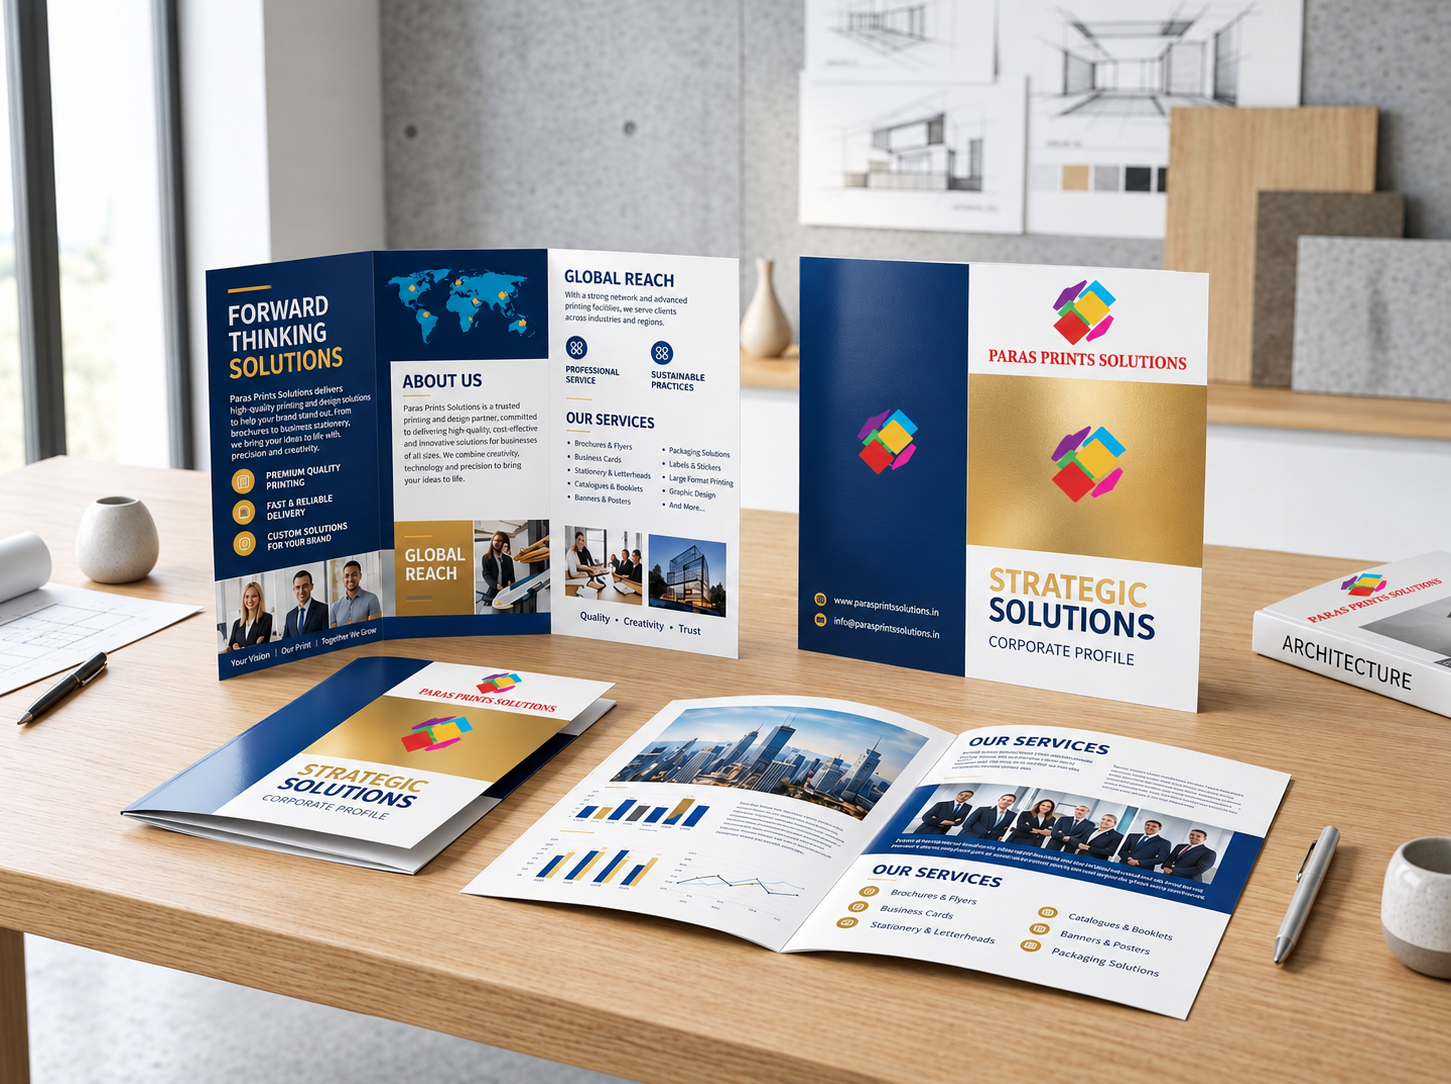 FORWARD
THINKING
SOLUTIONS
Paras Prints Solutions delivers
high-quality printing and design solutions
to help your brand stand out. From
brochures to business stationery,
we bring your ideas to life with.
precision and creativity.
PREMIUM QUALITY
PRINTING
FAST & RELIABLE
DELIVERY
CUSTOM SOLUTIONS
FOR YOUR BRAND
Your Vision | Our Print | Together We Grow
ABOUT US
Paras Prints Solutions is a trusted
printing and design partner, committed
to delivering high-quality, cost-effective
and innovative solutions for businesses
of all sizes. We combine creativity,
technology and precision to bring
your ideas to life.
GLOBAL
REACH
GLOBAL REACH
With a strong network and advanced
printing facilities, we serve clients
across industries and regions.
PROFESSIONAL
SERVICE
SUSTAINABLE
PRACTICES
OUR SERVICES
• Brochures & Flyers
• Business Cards
• Stationery & Letterheads
• Catalogues & Booklets
• Banners & Posters
• Packaging Solutions
• Labels & Stickers
• Large Format Printing
• Graphic Design
• And More...
Quality • Creativity • Trust
www.parasprintssolutions.in
info@parasprintssolutions.in
PARAS PRINTS SOLUTIONS
STRATEGIC
SOLUTIONS
CORPORATE PROFILE
PARAS PRINTS SOLUTIONS
ARCHITECTURE
PARAS PRINTS SOLUTIONS
STRATEGIC
SOLUTIONS
CORPORATE PROFILE
OUR SERVICES
OUR SERVICES
Brochures & Flyers
Business Cards
Stationery & Letterheads
Catalogues & Booklets
Banners & Posters
Packaging Solutions